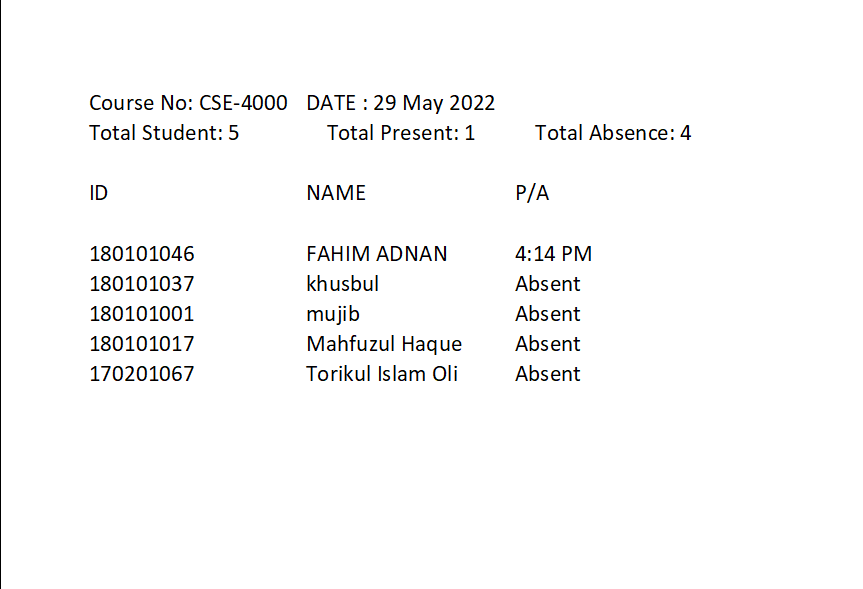 Course No: CSE-4000 DATE : 29 May 2022
Total Student: 5 Total Present: 1 Total Absence: 4
ID NAME P/A
180101046 FAHIM ADNAN 4:14 PM
180101037 khusbul Absent
180101001 mujib Absent
180101017 Mahfuzul Haque Absent
170201067 Torikul Islam Oli Absent